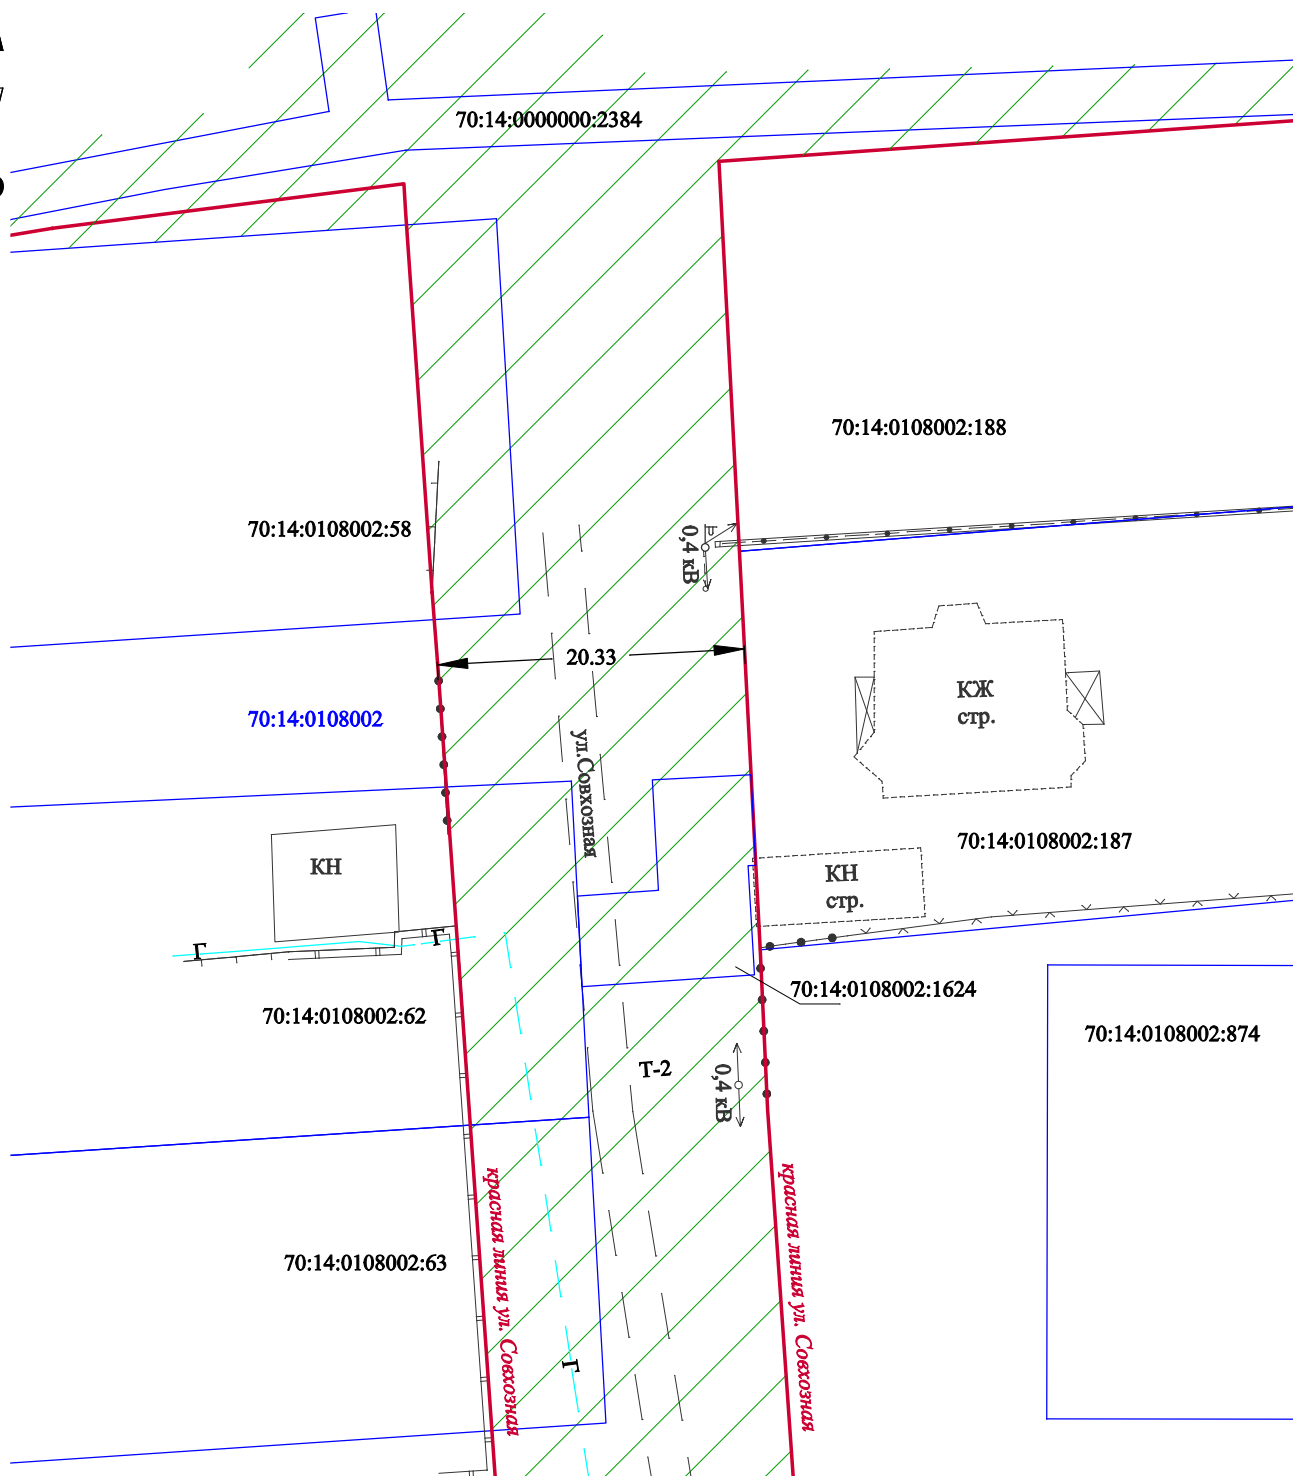 70:14:0000000:2384
70:14:0108002:188
70:14:0108002:58
0,4 кВ
20.33
КЖ
стр.
70:14:0108002
ул.Совхозная
70:14:0108002:187
КН
КН
стр.
Г
Г
70:14:0108002:1624
70:14:0108002:62
70:14:0108002:874
Т-2
0,4 кВ
красная линия ул. Совхозная
красная линия ул. Совхозная
70:14:0108002:63
Г